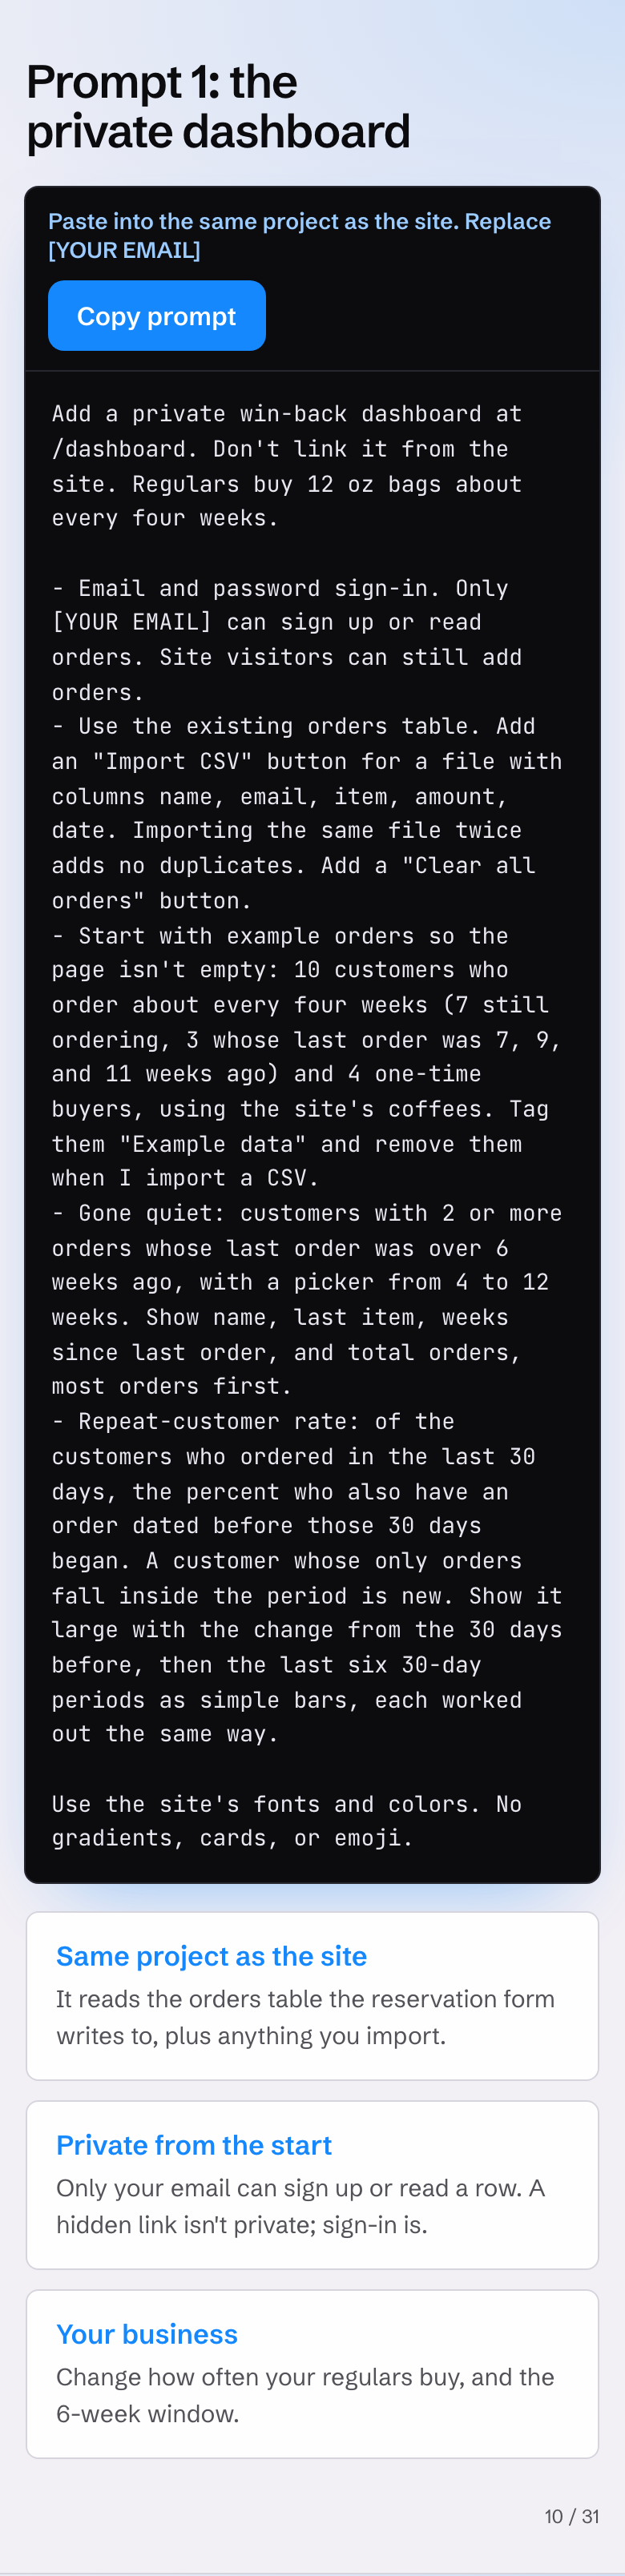 Prompt 1: the
private dashboard
Paste into the same project as the site. Replace
[YOUR EMAIL]
Copy prompt
Add a private win-back dashboard at
/dashboard. Don't link it from the
site. Regulars buy 12 oz bags about
every four weeks.
- Email and password sign-in. Only
[YOUR EMAIL] can sign up or read
orders. Site visitors can still add
orders.
- Use the existing orders table. Add
an "Import CSV" button for a file with
columns name, email, item, amount,
date. Importing the same file twice
adds no duplicates. Add a "Clear all
orders" button.
- Start with example orders so the
page isn't empty: 10 customers who
order about every four weeks (7 still
ordering, 3 whose last order was 7, 9,
and 11 weeks ago) and 4 one-time
buyers, using the site's coffees. Tag
them "Example data" and remove them
when I import a CSV.
- Gone quiet: customers with 2 or more
orders whose last order was over 6
weeks ago, with a picker from 4 to 12
weeks. Show name, last item, weeks
since last order, and total orders,
most orders first.
- Repeat-customer rate: of the
customers who ordered in the last 30
days, the percent who also have an
order dated before those 30 days
began. A customer whose only orders
fall inside the period is new. Show it
large with the change from the 30 days
before, then the last six 30-day
periods as simple bars, each worked
out the same way.
Use the site's fonts and colors. No
gradients, cards, or emoji.
Same project as the site
It reads the orders table the reservation form
writes to, plus anything you import.
Private from the start
Only your email can sign up or read a row. A
hidden link isn't private; sign-in is.
Your business
Change how often your regulars buy, and the
6-week window.
10 / 31